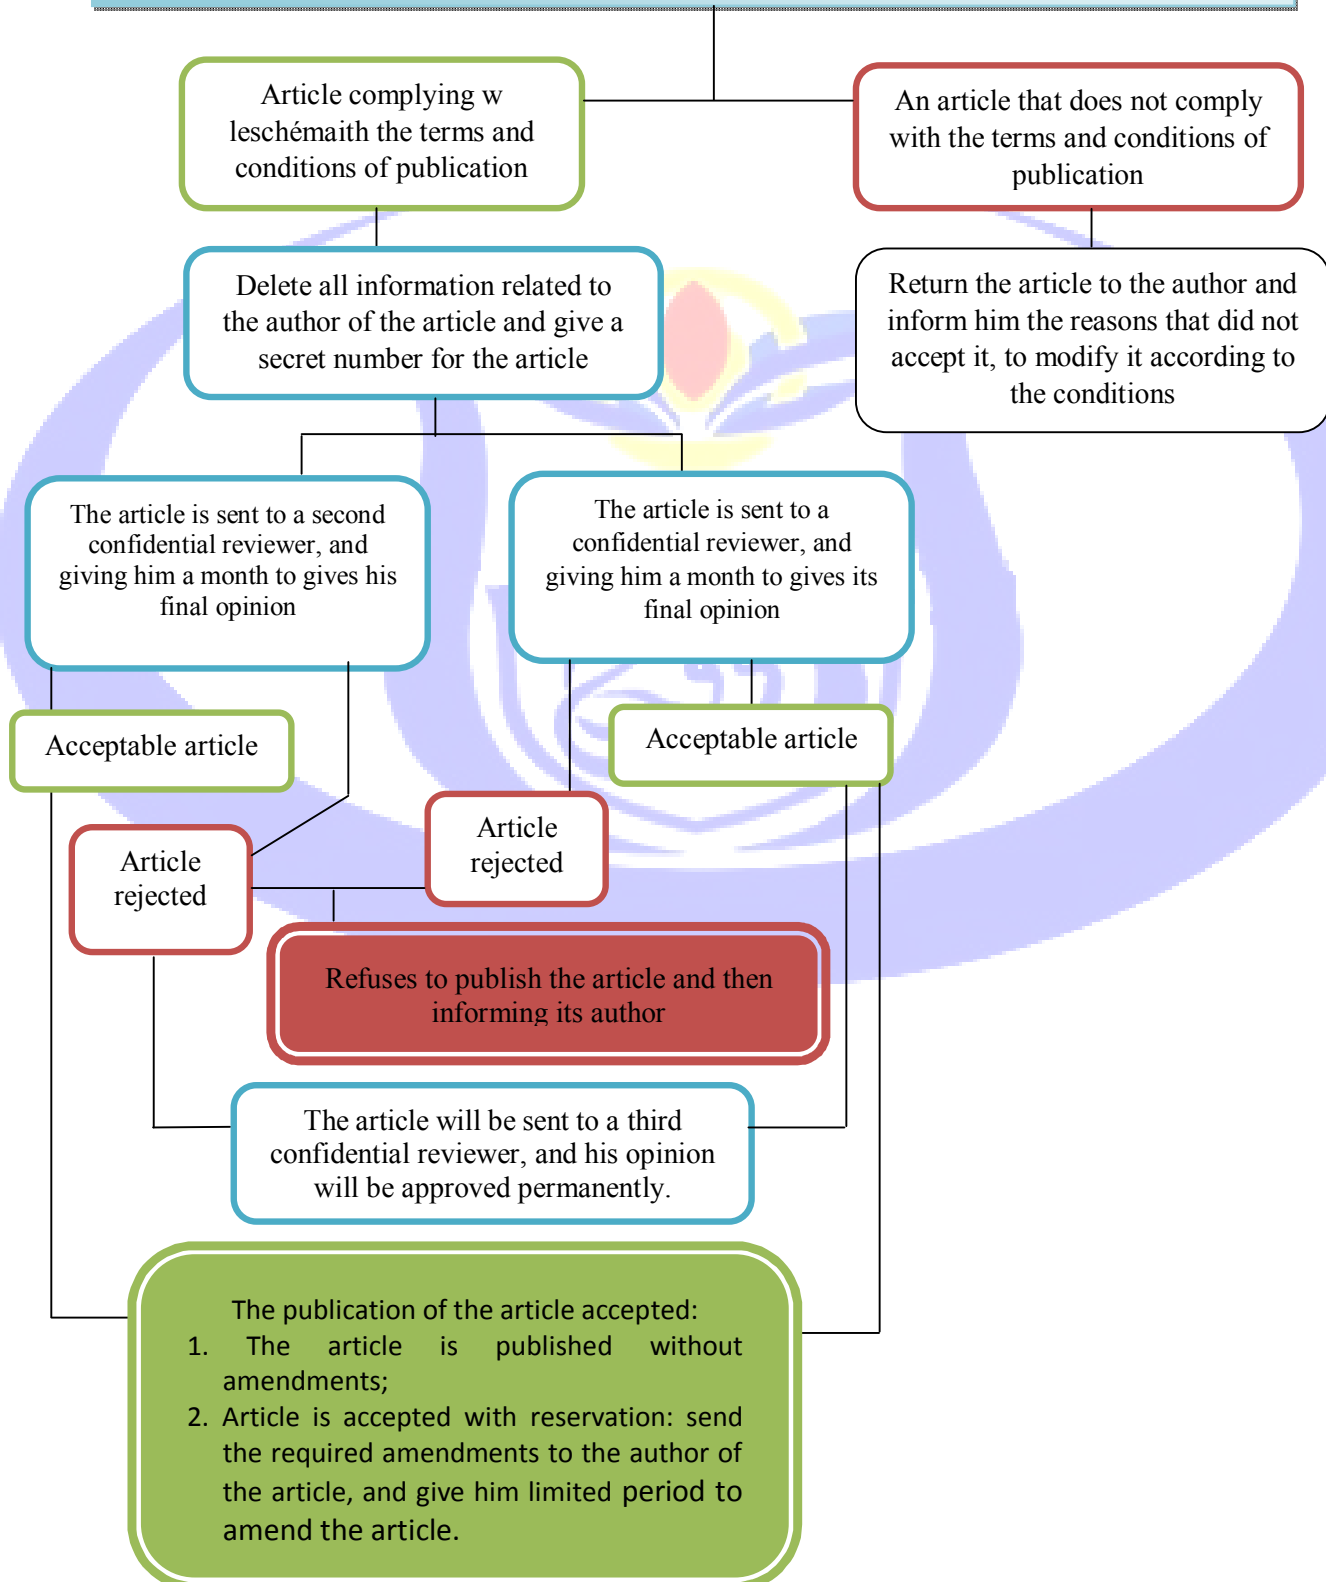 Article complying w
leschémaith the terms and
conditions of publication
An article that does not comply
with the terms and conditions of
publication
Delete all information related to
the author of the article and give a
secret number for the article
Return the article to the author and
inform him the reasons that did not
accept it, to modify it according to
the conditions
The article is sent to a second
confidential reviewer, and
giving him a month to gives his
final opinion
The article is sent to a
confidential reviewer, and
giving him a month to gives its
final opinion
Acceptable article
Acceptable article
Article
rejected
Article
rejected
Refuses to publish the article and then
informing its author
The article will be sent to a third
confidential reviewer, and his opinion
will be approved permanently.
The publication of the article accepted:
1. The article is published without
amendments;
2. Article is accepted with reservation: send
the required amendments to the author of
the article, and give him limited period to
amend the article.